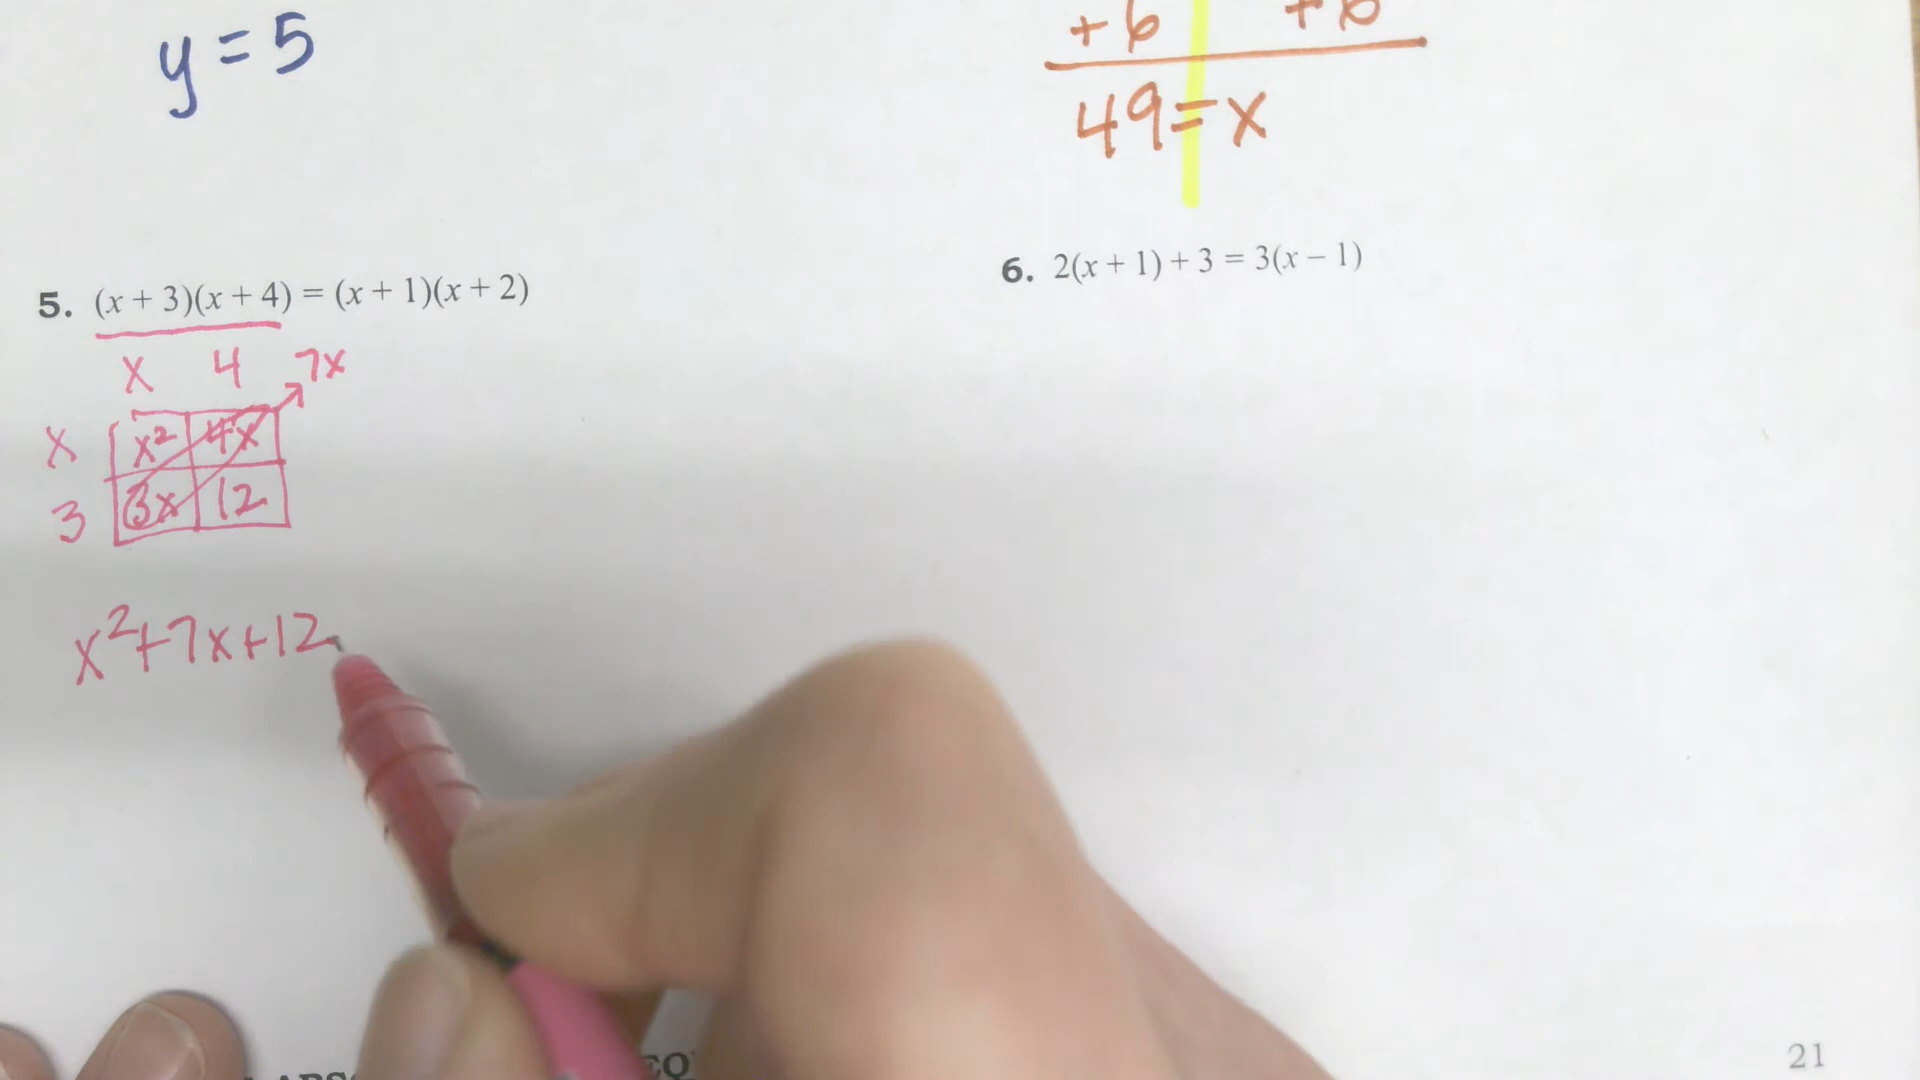 y = 5
+6 +6
49 = x
5. (x + 3)(x + 4) = (x + 1)(x + 2)
x 4 7x
x x² 4x
3 3x 12
x²+7x+12
6. 2(x + 1) + 3 = 3(x – 1)
21